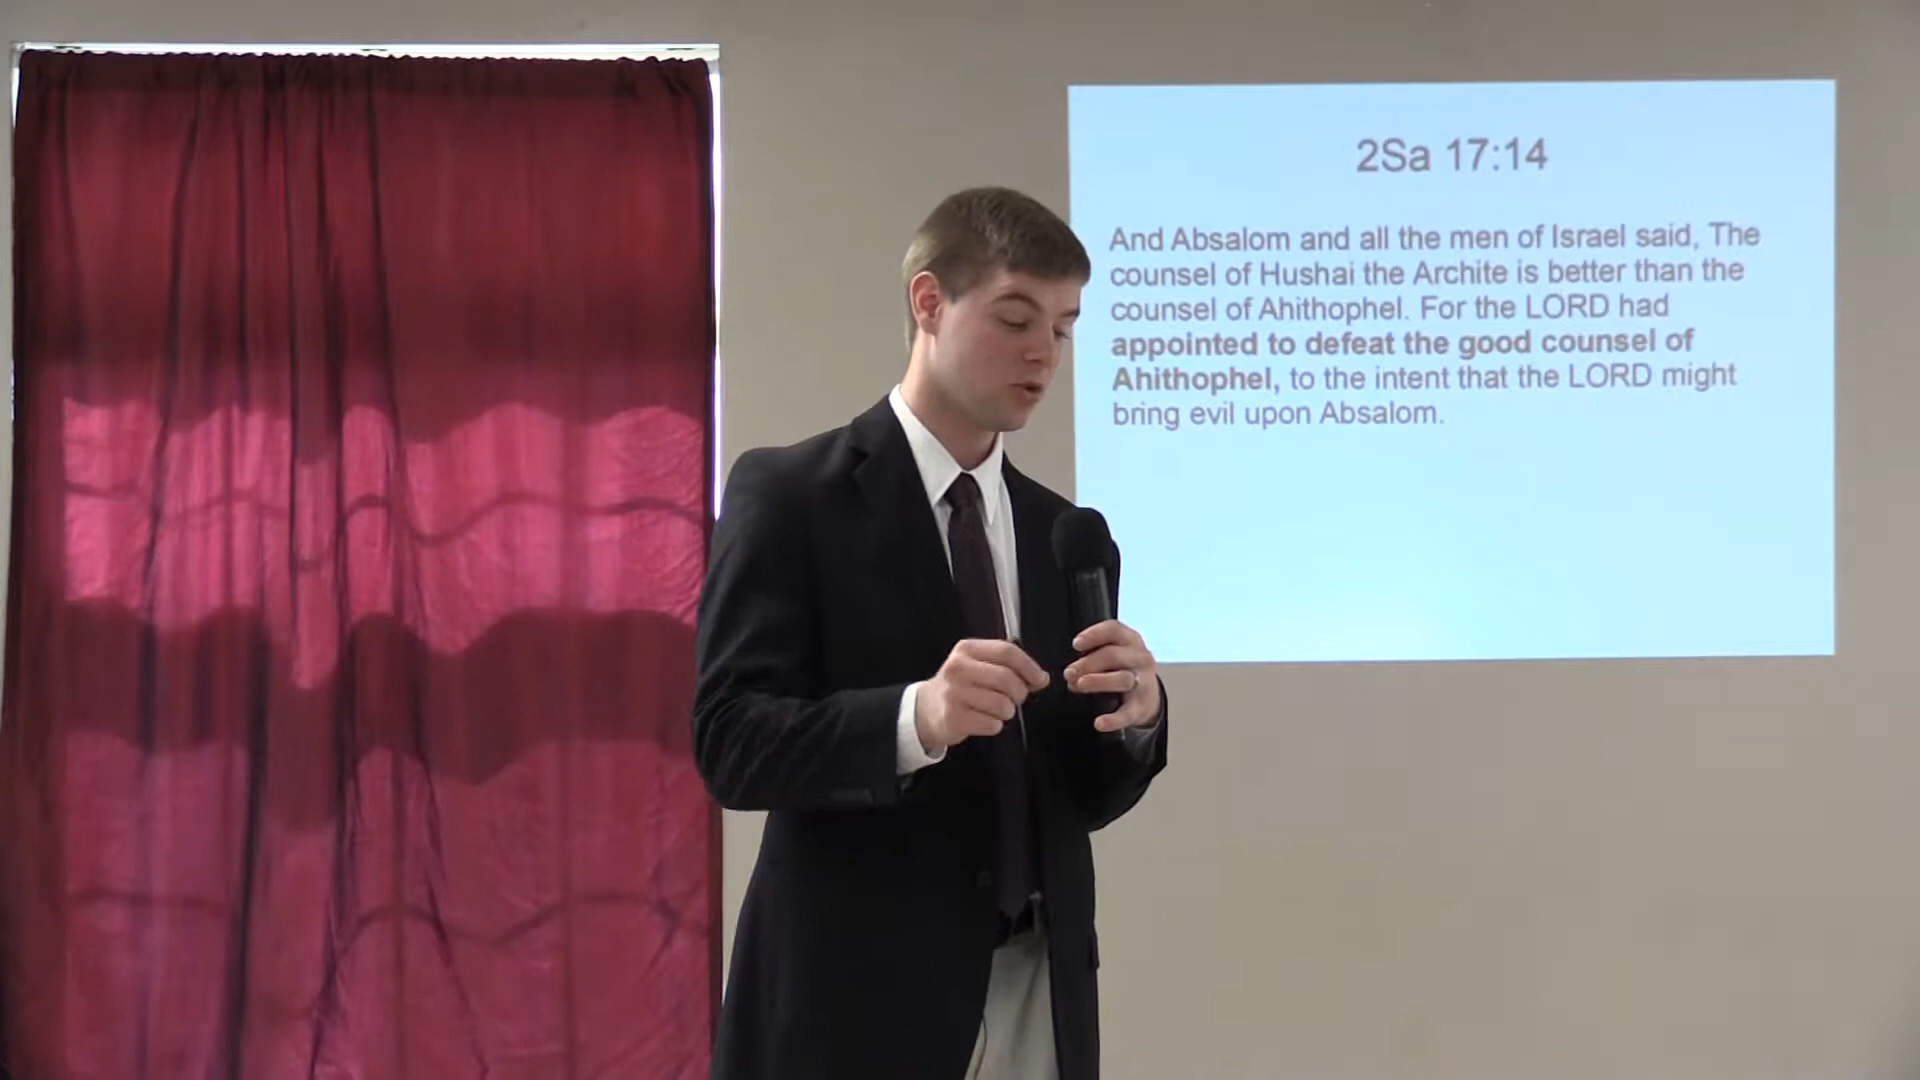 2Sa 17:14
And Absalom and all the men of Israel said, The
counsel of Hushai the Archite is better than the
counsel of Ahithophel. For the LORD had
appointed to defeat the good counsel of
Ahithophel, to the intent that the LORD might
bring evil upon Absalom.